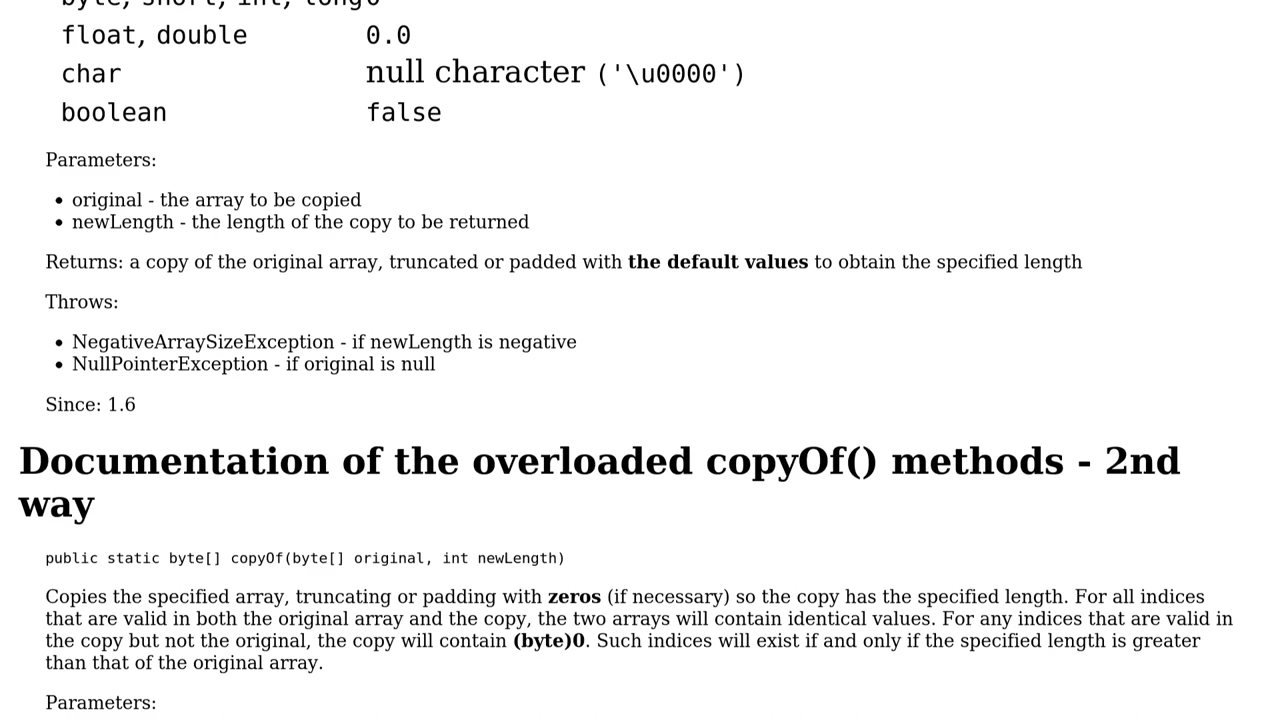 byte, short, int, long 0
float, double 0.0
char null character ('\u0000')
boolean false
Parameters:
• original - the array to be copied
• newLength - the length of the copy to be returned
Returns: a copy of the original array, truncated or padded with the default values to obtain the specified length
Throws:
• NegativeArraySizeException - if newLength is negative
• NullPointerException - if original is null
Since: 1.6
Documentation of the overloaded copyOf() methods - 2nd
way
public static byte[] copyOf(byte[] original, int newLength)
Copies the specified array, truncating or padding with zeros (if necessary) so the copy has the specified length. For all indices
that are valid in both the original array and the copy, the two arrays will contain identical values. For any indices that are valid in
the copy but not the original, the copy will contain (byte)0. Such indices will exist if and only if the specified length is greater
than that of the original array.
Parameters: